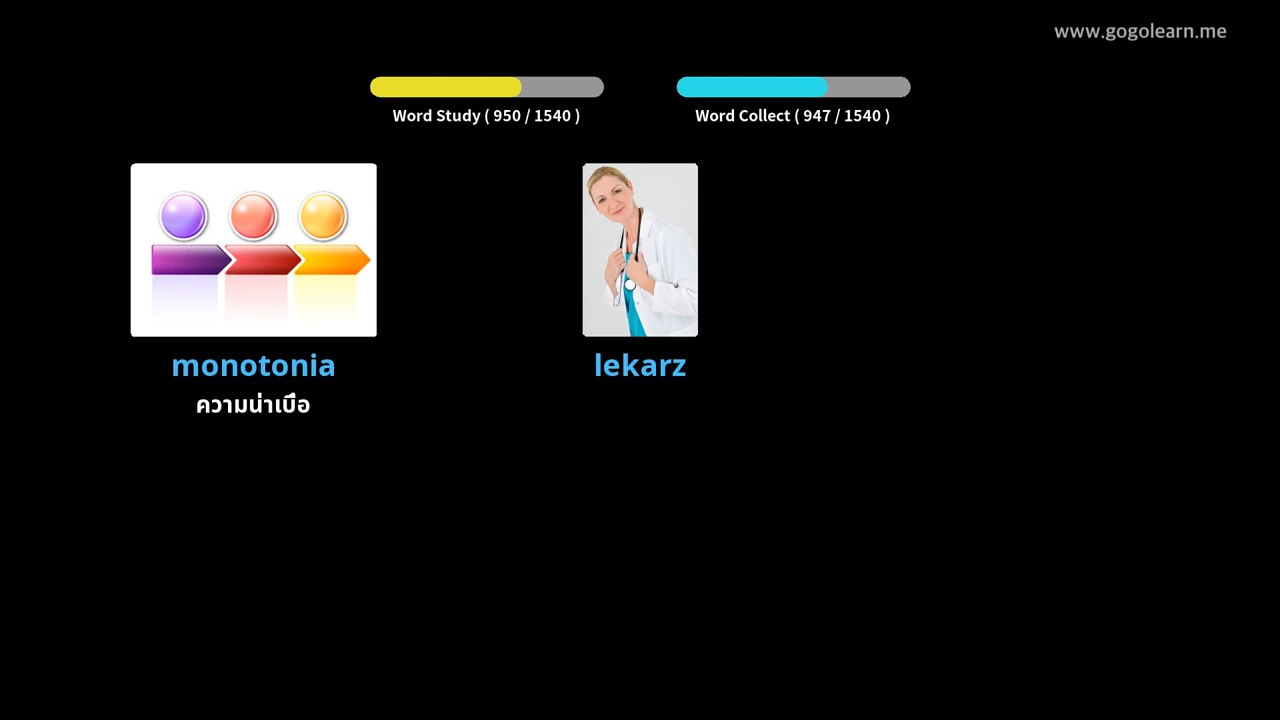 www.gogolearn.me
Word Study ( 950 / 1540 )
Word Collect ( 947 / 1540 )
monotonia
lekarz
ความน่าเบื่อ